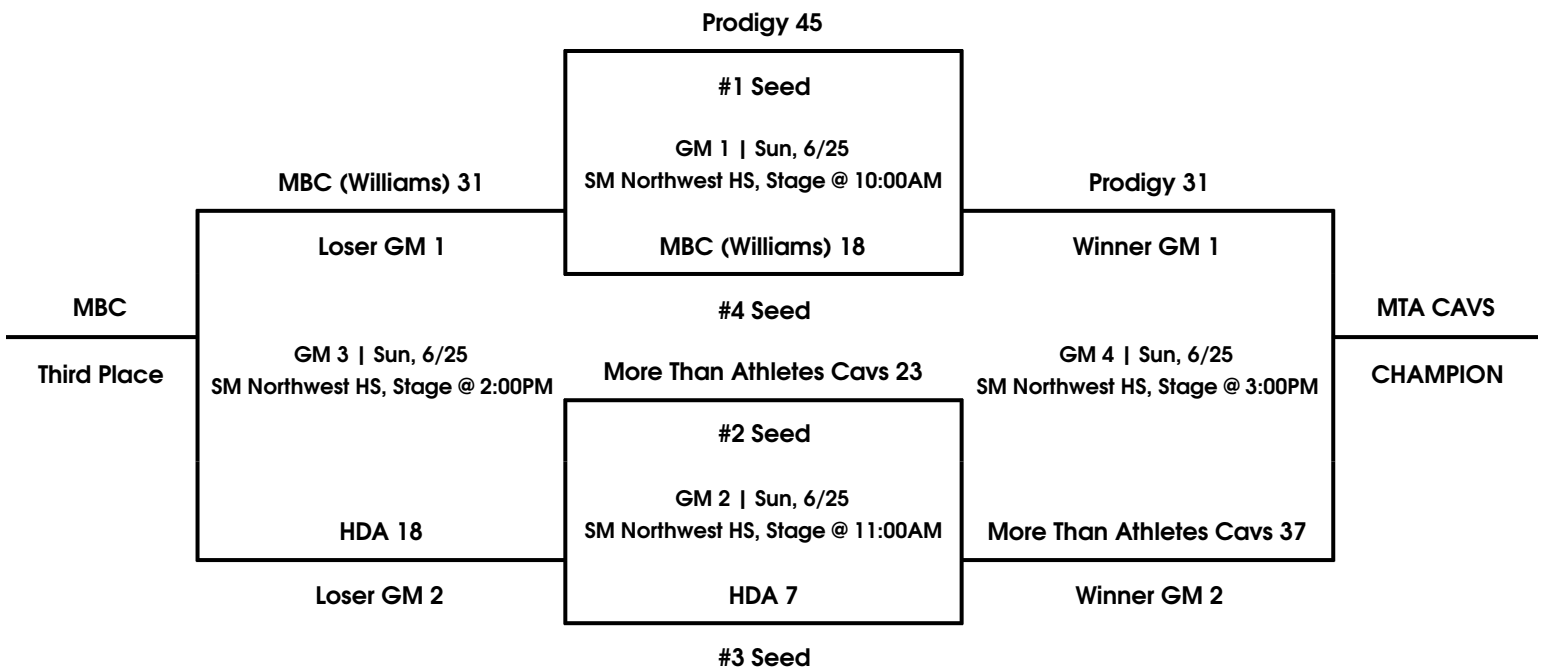 Prodigy 45
#1 Seed
GM 1 | Sun, 6/25
SM Northwest HS, Stage @ 10:00AM
MBC (Williams) 31
Prodigy 31
Loser GM 1
MBC (Williams) 18
Winner GM 1
#4 Seed
MBC
MTA CAVS
GM 3 | Sun, 6/25
SM Northwest HS, Stage @ 2:00PM
More Than Athletes Cavs 23
GM 4 | Sun, 6/25
SM Northwest HS, Stage @ 3:00PM
Third Place
CHAMPION
#2 Seed
GM 2 | Sun, 6/25
SM Northwest HS, Stage @ 11:00AM
HDA 18
More Than Athletes Cavs 37
Loser GM 2
HDA 7
Winner GM 2
#3 Seed